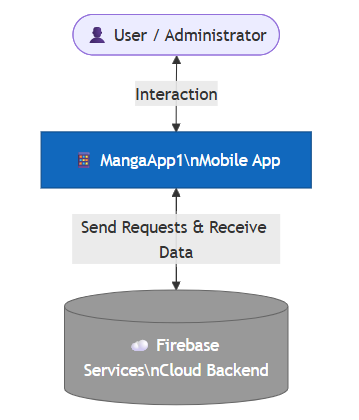 👤 User / Administrator
Interaction
📱 MangaApp1\nMobile App
Send Requests & Receive
Data
☁️ Firebase
Services\nCloud Backend